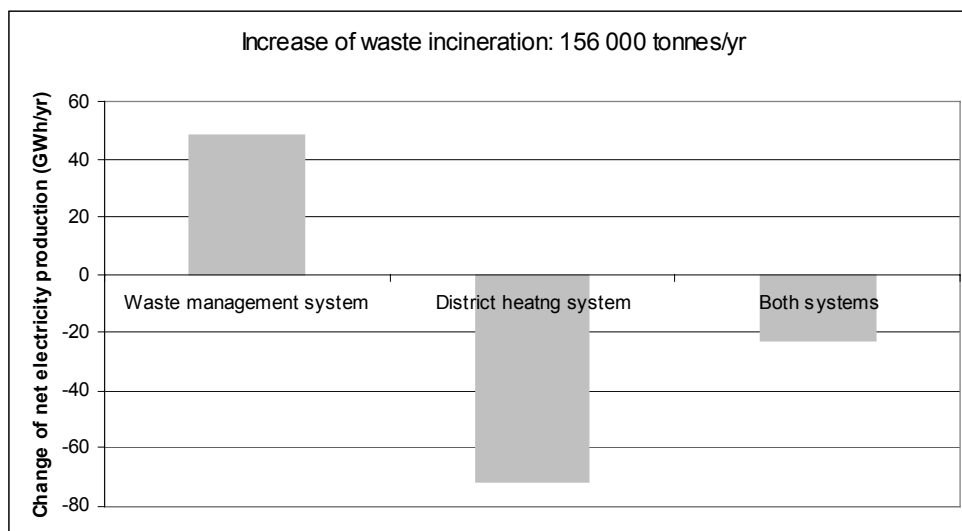 Increase of waste incineration: 156 000 tonnes/yr
Change of net electricity production (GWh/yr)
60
40
20
0
-20
-40
-60
-80
Waste management system
District heatng system
Both systems